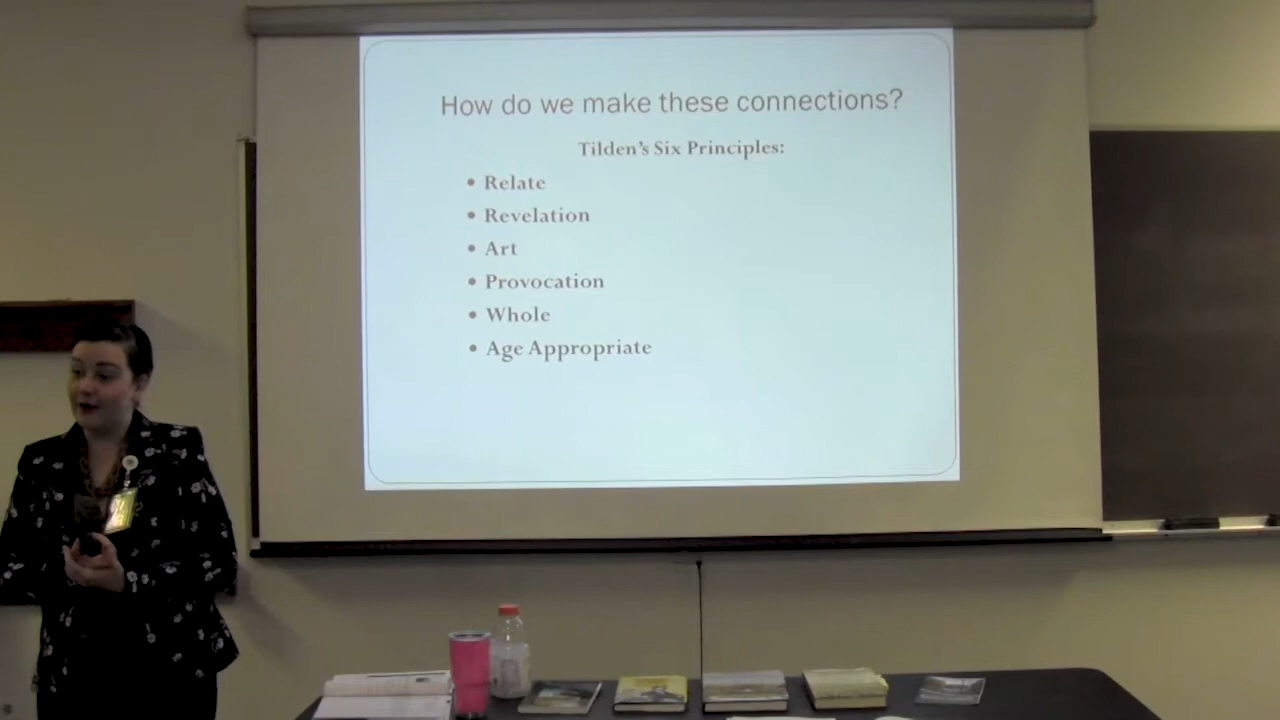 How do we make these connections?
Tilden's Six Principles:
• Relate
• Revelation
• Art
• Provocation
• Whole
• Age Appropriate